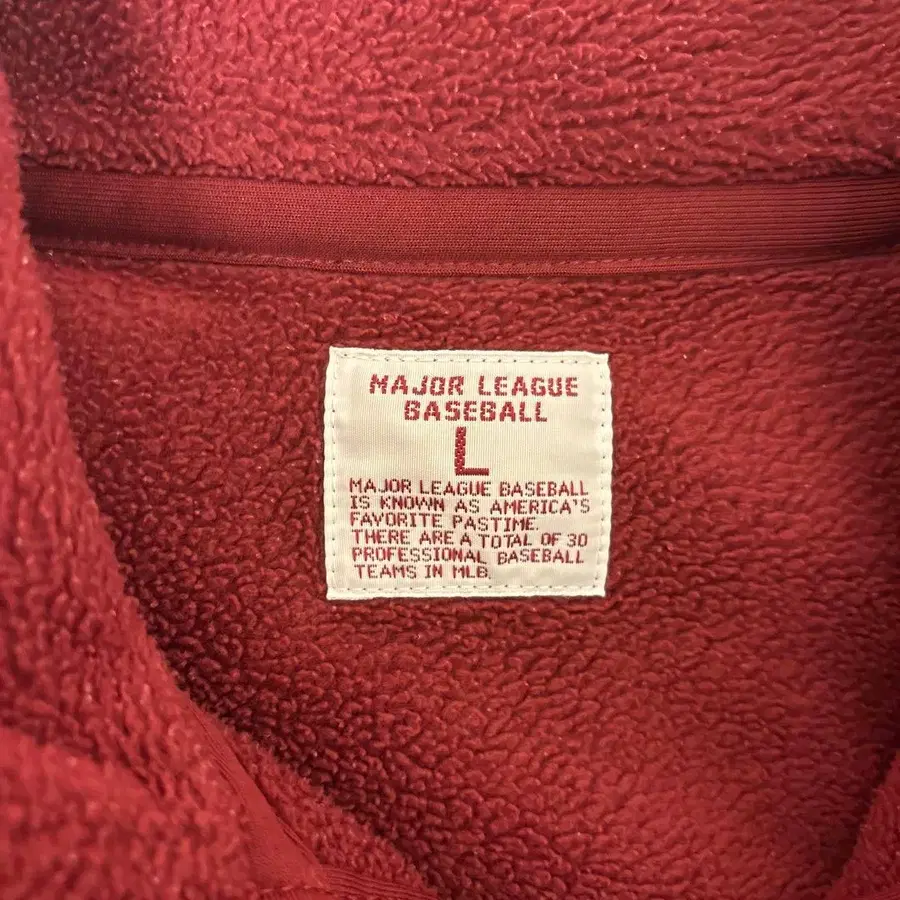 MAJOR LEAGUE
BASEBALL
L
MAJOR LEAGUE BASEBALL
IS KNOWN AS AMERICA'S
FAVORITE PASTIME.
THERE ARE A TOTAL OF 30
PROFESSIONAL BASEBALL
TEAMS IN MLB.